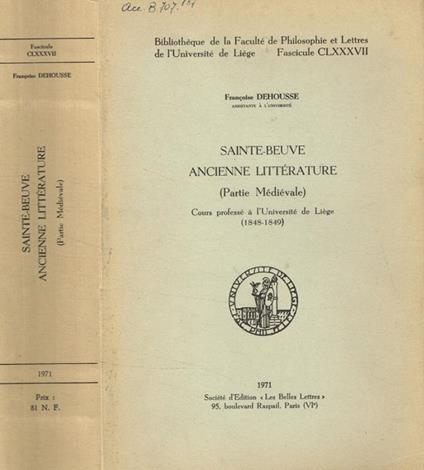 Fascicule
CLXXXVII
Françoise DEHOUSSE
SAINTE-BEUVE
ANCIENNE LITTÉRATURE
(Partie Médiévale)
1971
Prix :
81 N. F.
Acc. B. 707.
Bibliothèque de la Faculté de Philosophie et Lettres
de l'Université de Liège Fascicule CLXXXVII
Françoise DEHOUSSE
ASSISTANTE À L'UNIVERSITÉ
SAINTE-BEUVE
ANCIENNE LITTÉRATURE
(Partie Médiévale)
Cours professé à l'Université de Liège
(1848-1849)
1971
Société d'Edition « Les Belles Lettres »
95, boulevard Raspail, Paris (VIe)